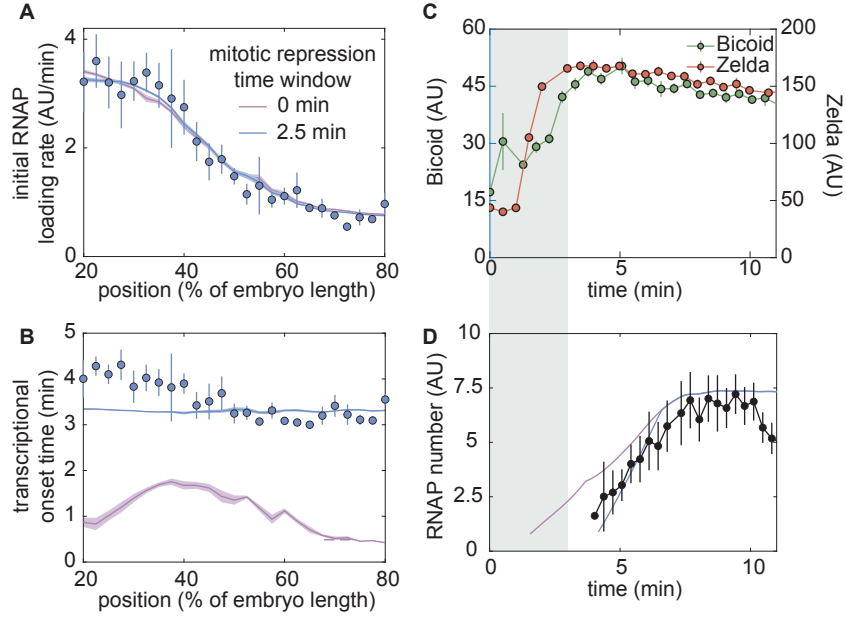 A
initial RNAP
loading rate (AU/min)
4
2
0
mitotic repression
time window
0 min
2.5 min
20
40
60
80
position (% of embryo length)
B
transcriptional
onset time (min)
5
4
3
2
1
0
20
40
60
80
position (% of embryo length)
C
Bicoid (AU)
60
45
30
15
0
Bicoid
Zelda
200
150
100
50
0
Zelda (AU)
0
5
10
time (min)
D
RNAP number (AU)
10
7.5
5
2.5
0
0
5
10
time (min)